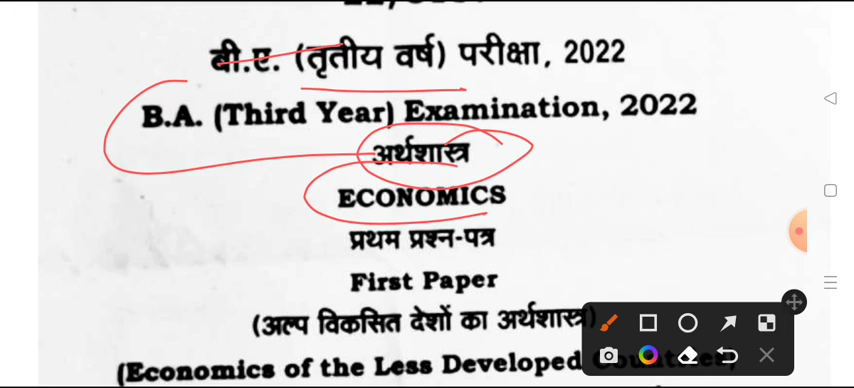 बी.ए. (तृतीय वर्ष) परीक्षा, 2022
B.A. (Third Year) Examination, 2022
अर्थशास्त्र
ECONOMICS
प्रथम प्रश्न-पत्र
First Paper
(अल्प विकसित देशों का अर्थशास्त्र)
(Economics of the Less Developed Countries)